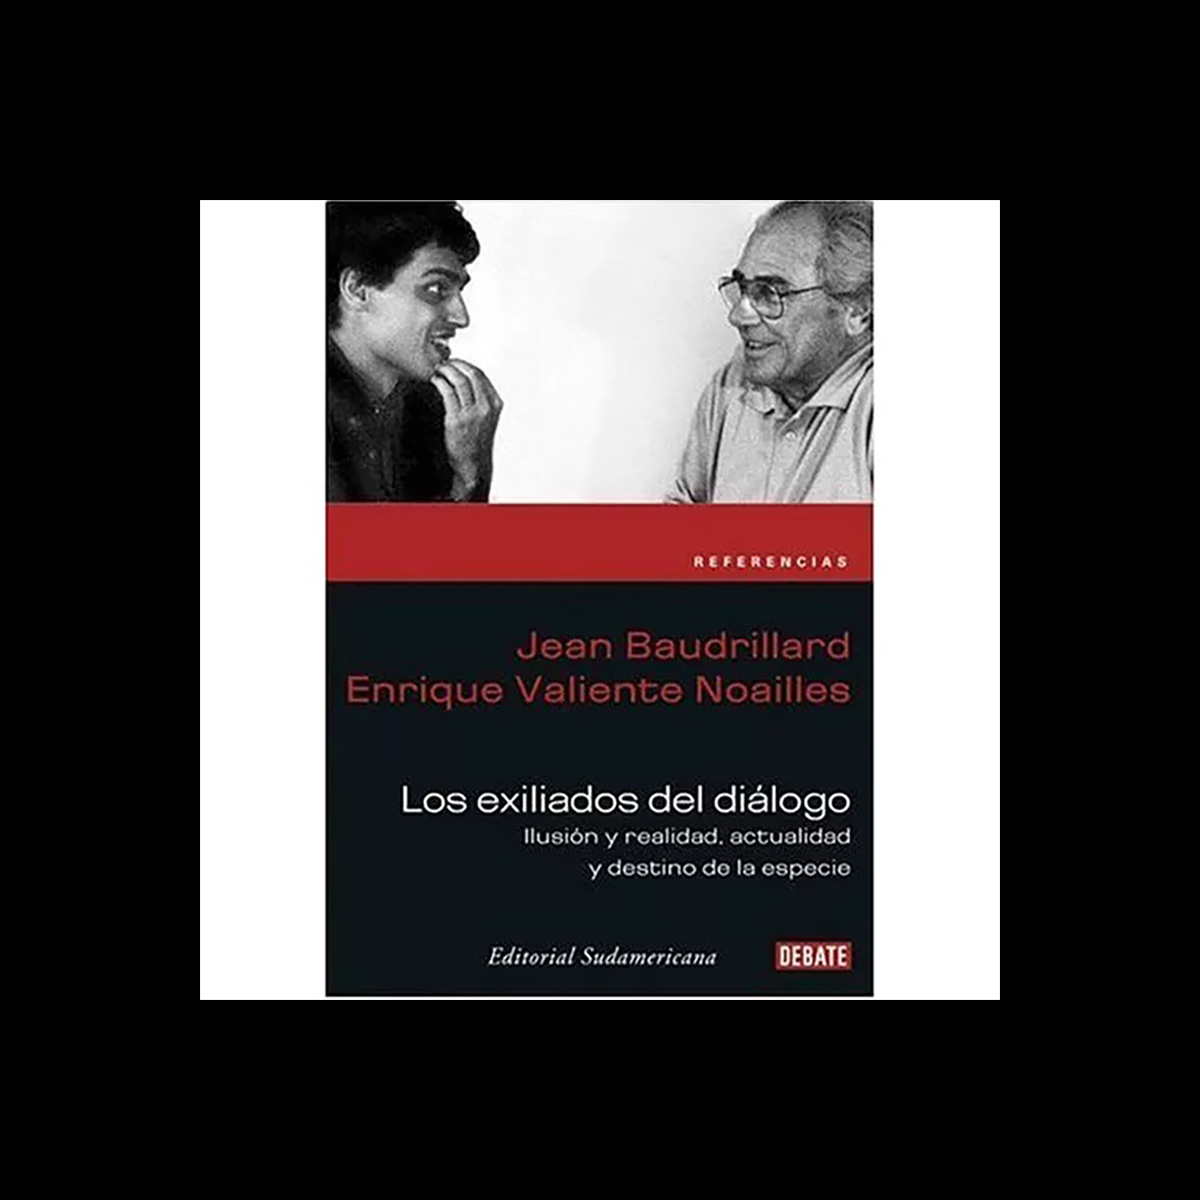 REFERENCIAS
Jean Baudrillard
Enrique Valiente Noailles
Los exiliados del diálogo
Ilusión y realidad, actualidad
y destino de la especie
Editorial Sudamericana
DEBATE